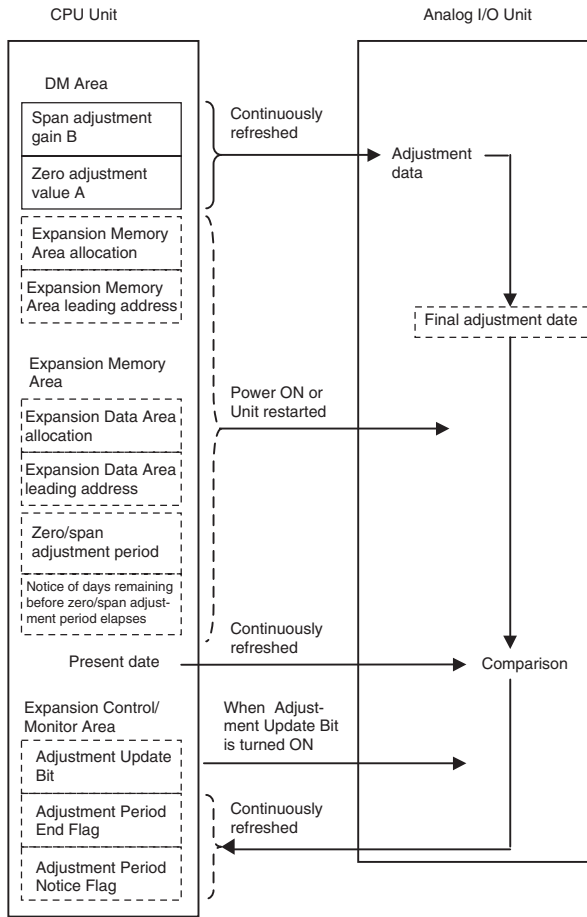 CPU Unit
Analog I/O Unit
DM Area
Span adjustment
gain B
Zero adjustment
value A
Continuously
refreshed
Adjustment
data
Expansion Memory
Area allocation
Expansion Memory
Area leading address
Final adjustment date
Expansion Memory
Area
Expansion Data Area
allocation
Expansion Data Area
leading address
Zero/span
adjustment period
Notice of days remaining
before zero/span adjust-
ment period elapses
Power ON or
Unit restarted
Continuously
refreshed
Present date
Comparison
Expansion Control/
Monitor Area
When Adjust-
ment Update Bit
is turned ON
Adjustment Update
Bit
Adjustment Period
End Flag
Adjustment Period
Notice Flag
Continuously
refreshed